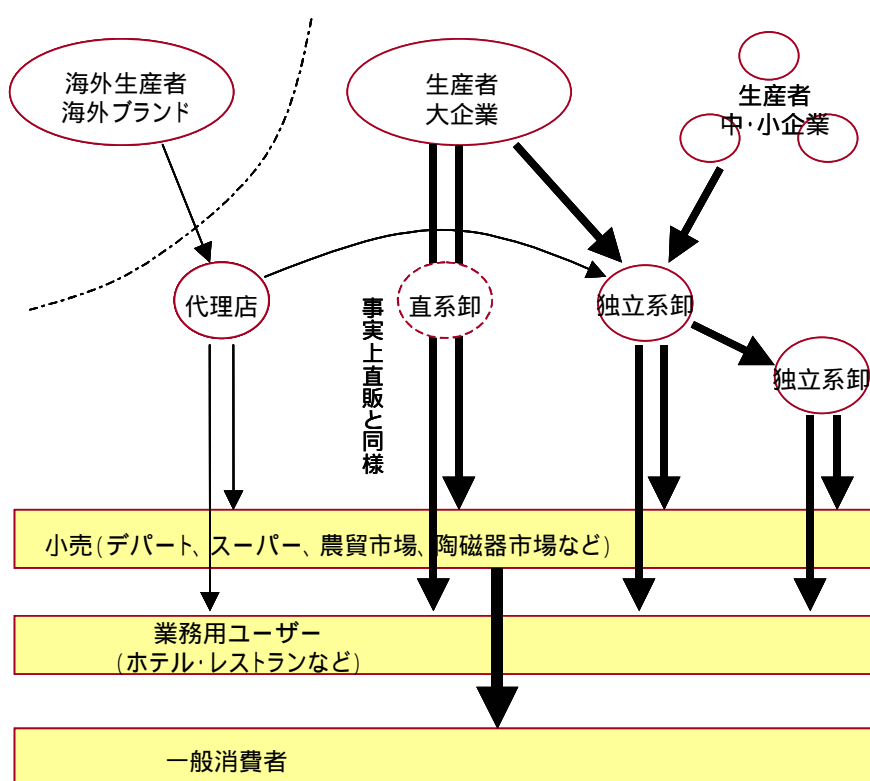 海外生産者
海外ブランド
生産者
大企業
生産者
中・小企業
代理店
直系卸
独立系卸
独立系卸
事実上直販と同様
小売(デパート、スーパー、農貿市場、陶磁器市場など)
業務用ユーザー
(ホテル・レストランなど)
一般消費者